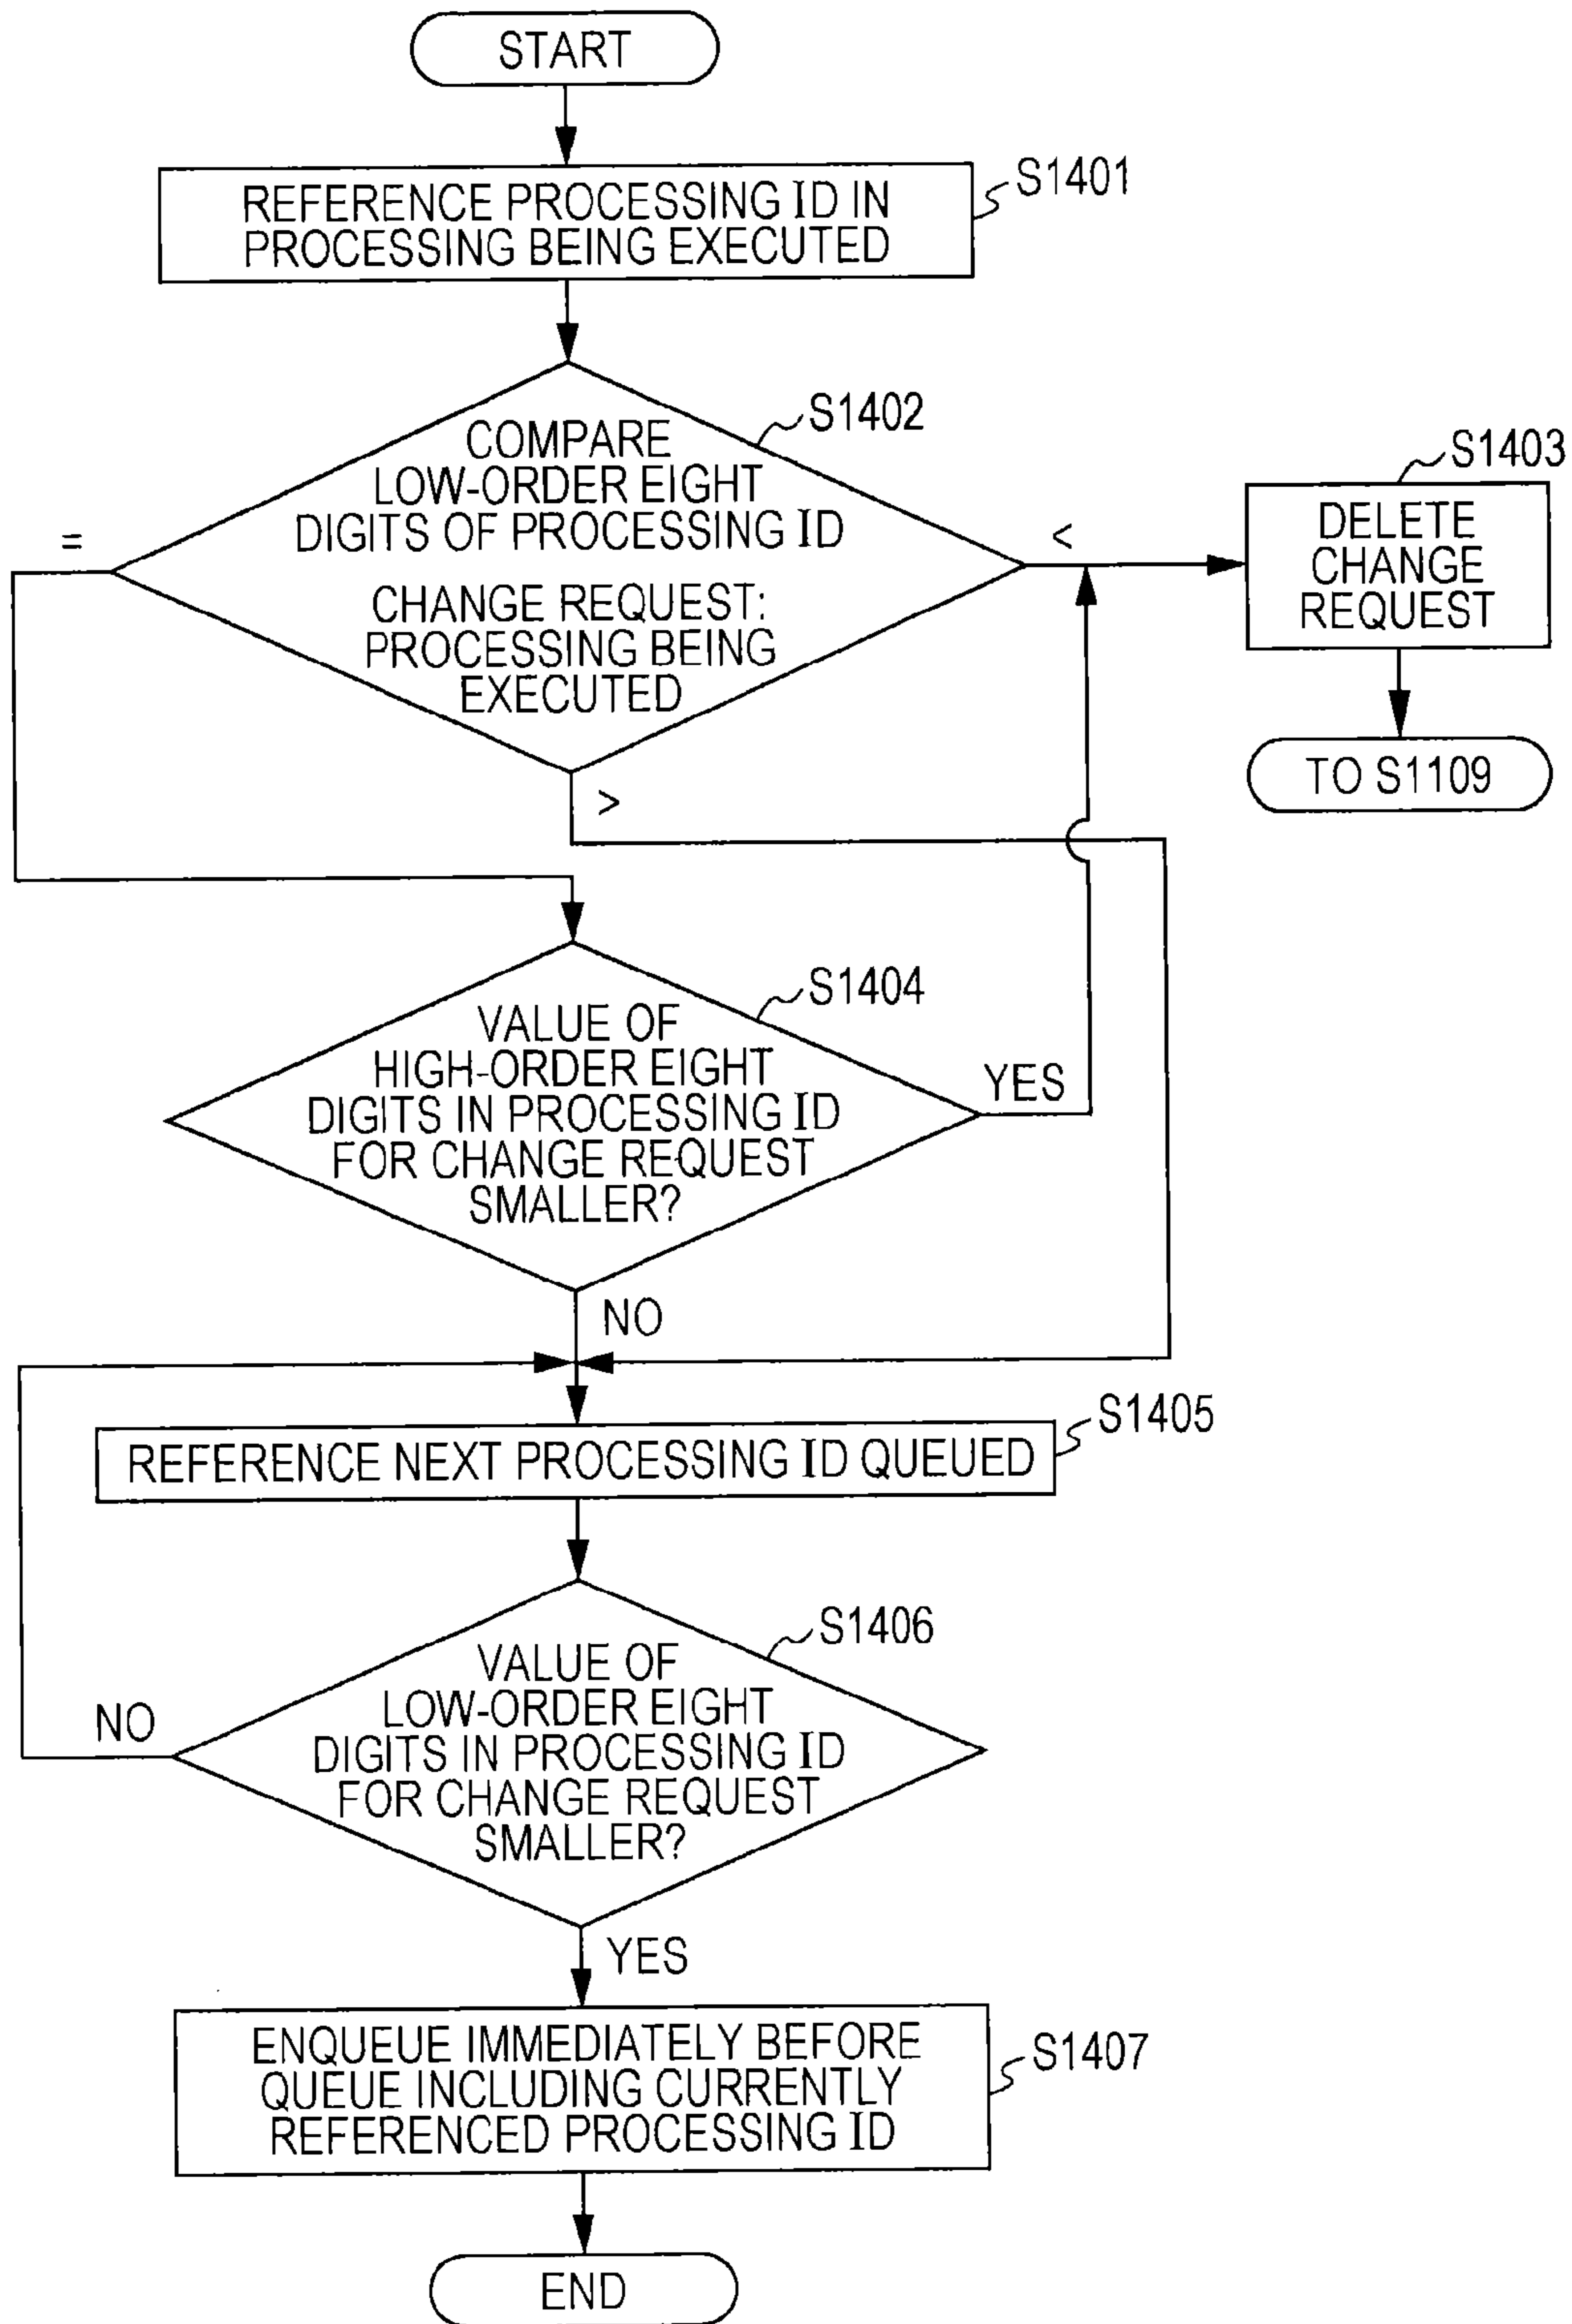 START
S1401
REFERENCE PROCESSING ID IN
PROCESSING BEING EXECUTED
S1402
COMPARE
LOW-ORDER EIGHT
DIGITS OF PROCESSING ID
CHANGE REQUEST:
PROCESSING BEING
EXECUTED
=
<
>
S1403
DELETE
CHANGE
REQUEST
TO S1109
S1404
VALUE OF
HIGH-ORDER EIGHT
DIGITS IN PROCESSING ID
FOR CHANGE REQUEST
SMALLER?
YES
NO
S1405
REFERENCE NEXT PROCESSING ID QUEUED
S1406
VALUE OF
LOW-ORDER EIGHT
DIGITS IN PROCESSING ID
FOR CHANGE REQUEST
SMALLER?
NO
YES
S1407
ENQUEUE IMMEDIATELY BEFORE
QUEUE INCLUDING CURRENTLY
REFERENCED PROCESSING ID
END